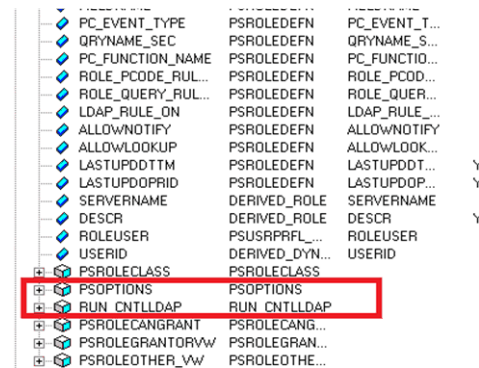 PC_EVENT_TYPE PSROLEDEFN PC_EVENT_T...
QRYNAME_SEC PSROLEDEFN QRYNAME_S...
PC_FUNCTION_NAME PSROLEDEFN PC_FUNCTIO...
ROLE_PCODE_RUL... PSROLEDEFN ROLE_PCOD...
ROLE_QUERY_RUL... PSROLEDEFN ROLE_QUER...
LDAP_RULE_ON PSROLEDEFN LDAP_RULE_...
ALLOWNOTIFY PSROLEDEFN ALLOWNOTIFY
ALLOWLOOKUP PSROLEDEFN ALLOWLOOK...
LASTUPDDTTM PSROLEDEFN LASTUPDDT... Y
LASTUPDOPRID PSROLEDEFN LASTUPDOP... Y
SERVERNAME DERIVED_ROLE SERVERNAME
DESCR DERIVED_ROLE DESCR Y
ROLEUSER PSUSRPRFL_... ROLEUSER
USERID DERIVED_DYN... USERID
PSROLECLASS PSROLECLASS
PSOPTIONS PSOPTIONS
RUN_CNTLLDAP RUN_CNTLLDAP
PSROLECANGRANT PSROLECANG...
PSROLEGRANTORVW PSROLEGRAN...
PSROLEOTHER_VW PSROLEOTHE...